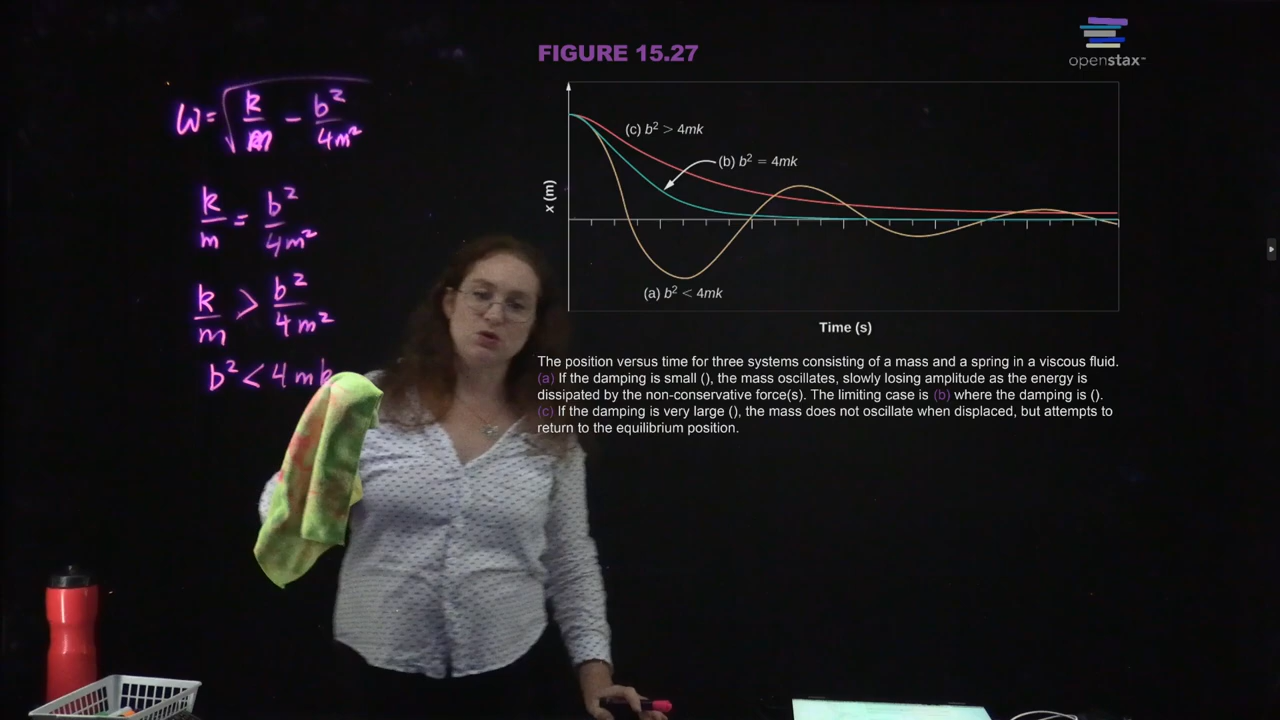 ω = √(k/m − b²/4m²)
k/m = b²/4m²
k/m > b²/4m²
b² < 4mk
FIGURE 15.27
openstax™
(c) b² > 4mk
(b) b² = 4mk
x (m)
(a) b² < 4mk
Time (s)
The position versus time for three systems consisting of a mass and a spring in a viscous fluid.
(a) If the damping is small (), the mass oscillates, slowly losing amplitude as the energy is
dissipated by the non-conservative force(s). The limiting case is (b) where the damping is ().
(c) If the damping is very large (), the mass does not oscillate when displaced, but attempts to
return to the equilibrium position.